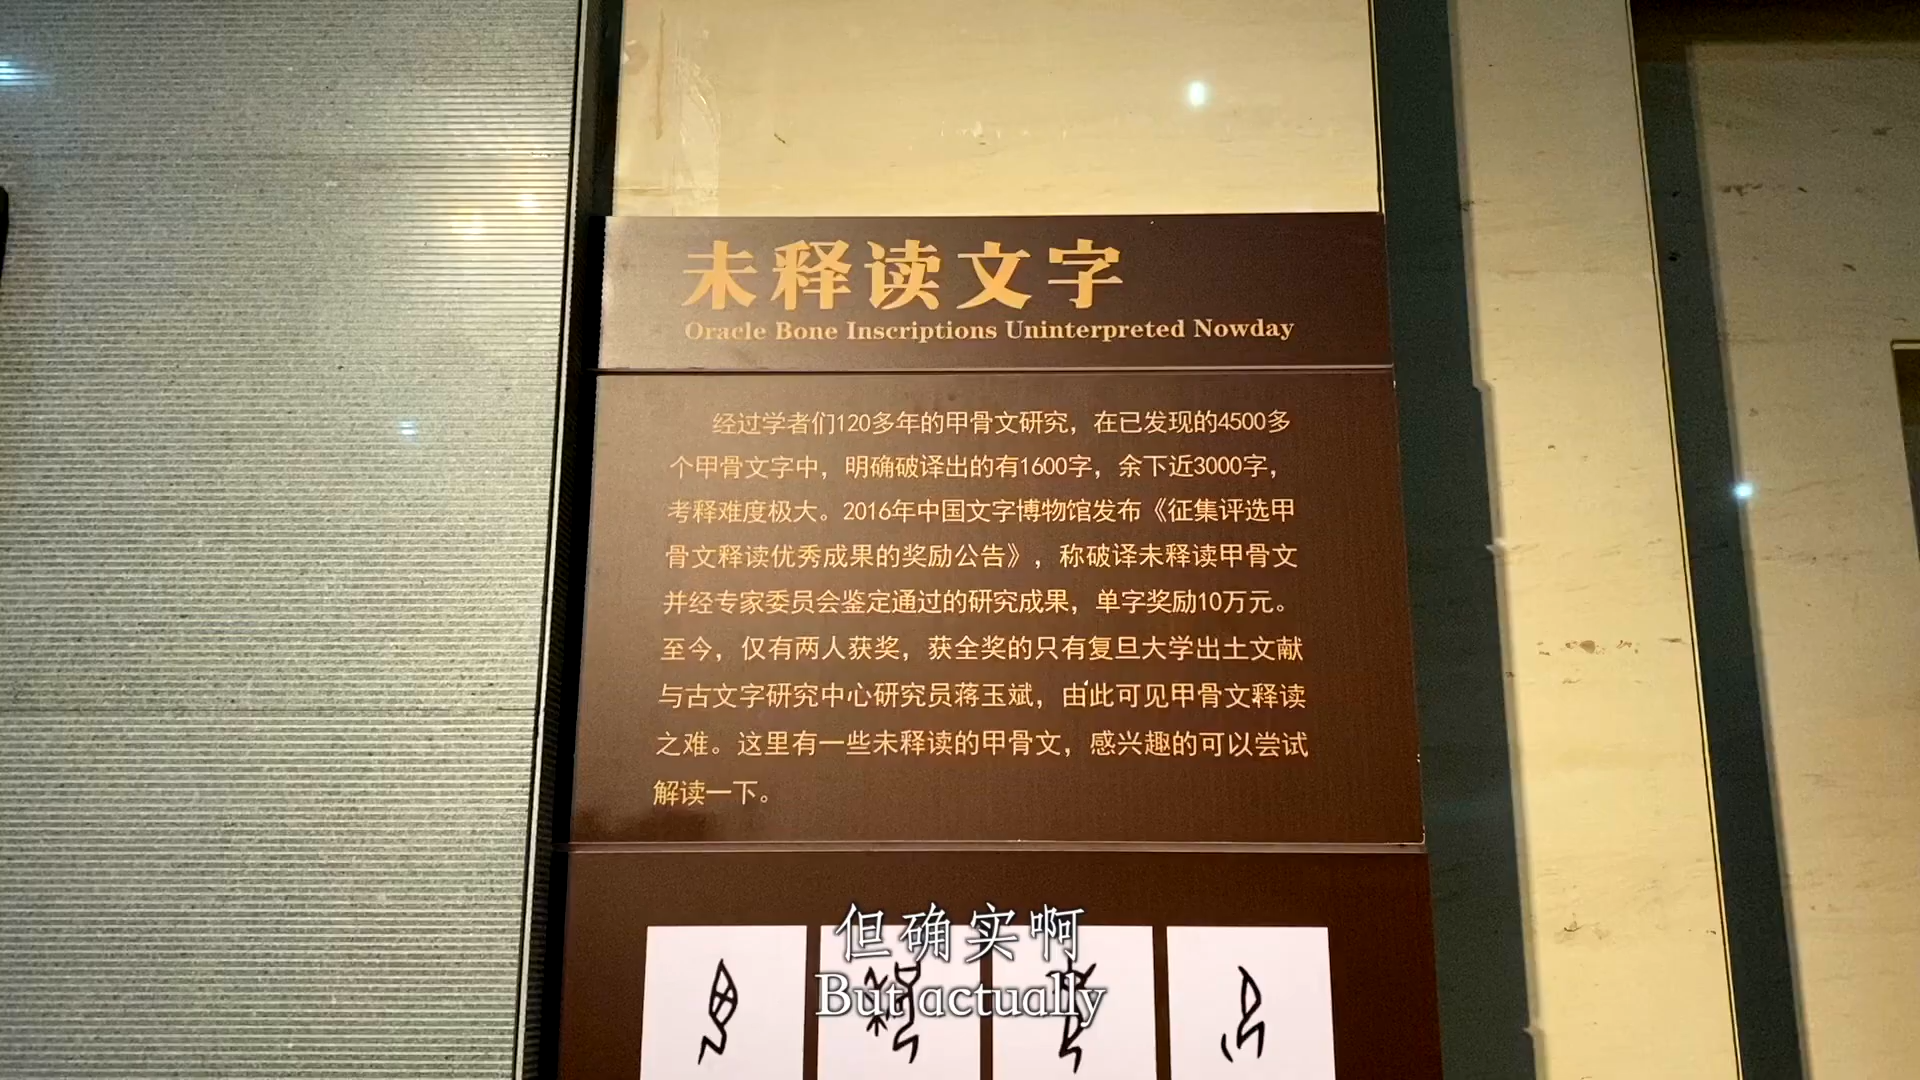 未释读文字
Oracle Bone Inscriptions Uninterpreted Nowday
经过学者们120多年的甲骨文研究，在已发现的4500多
个甲骨文字中，明确破译出的有1600字，余下近3000字，
考释难度极大。2016年中国文字博物馆发布《征集评选甲
骨文释读优秀成果的奖励公告》，称破译未释读甲骨文
并经专家委员会鉴定通过的研究成果，单字奖励10万元。
至今，仅有两人获奖，获全奖的只有复旦大学出土文献
与古文字研究中心研究员蒋玉斌，由此可见甲骨文释读
之难。这里有一些未释读的甲骨文，感兴趣的可以尝试
解读一下。
但确实啊
But actually